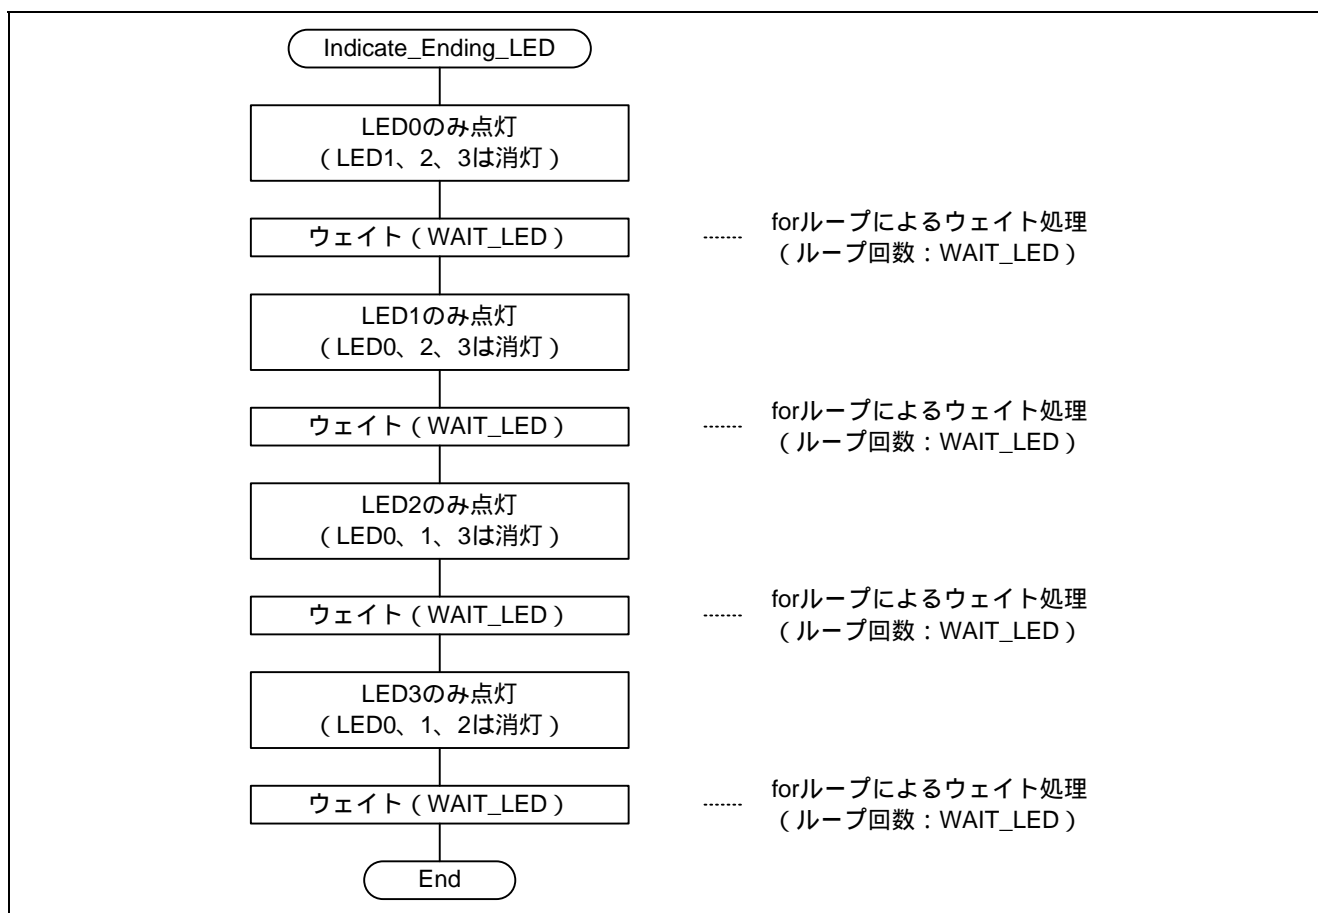 Indicate_Ending_LED
LED0のみ点灯
（LED1、2、3は消灯）
ウェイト（WAIT_LED）
forループによるウェイト処理
（ループ回数：WAIT_LED）
LED1のみ点灯
（LED0、2、3は消灯）
ウェイト（WAIT_LED）
forループによるウェイト処理
（ループ回数：WAIT_LED）
LED2のみ点灯
（LED0、1、3は消灯）
ウェイト（WAIT_LED）
forループによるウェイト処理
（ループ回数：WAIT_LED）
LED3のみ点灯
（LED0、1、2は消灯）
ウェイト（WAIT_LED）
forループによるウェイト処理
（ループ回数：WAIT_LED）
End